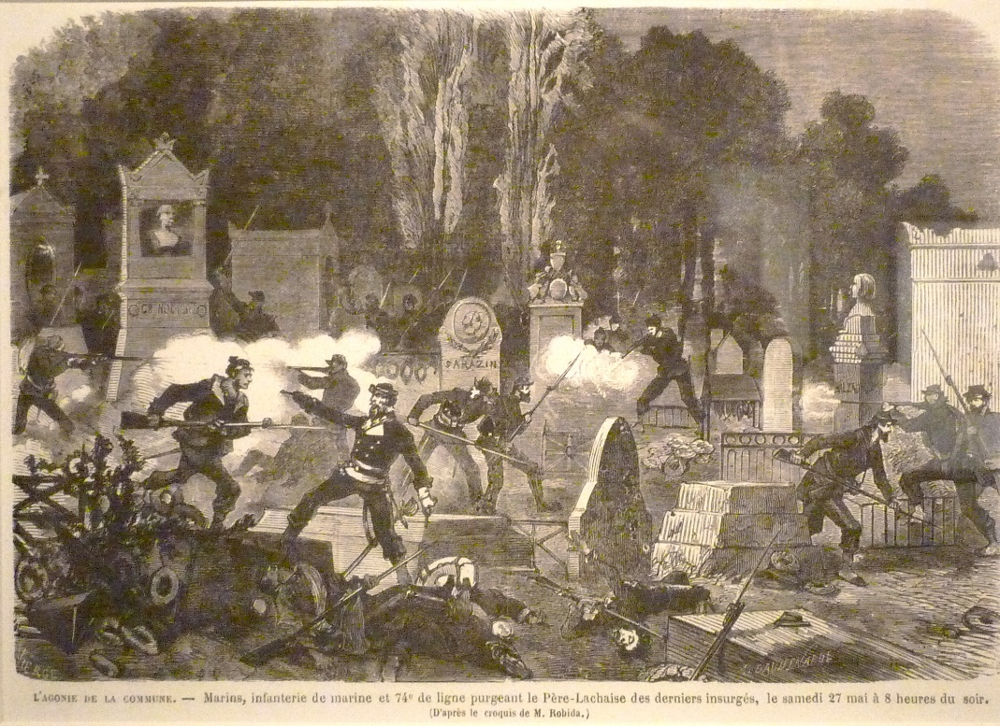 Ch NODIER
SARAZIN
L'AGONIE DE LA COMMUNE. — Marins, infanterie de marine et 74e de ligne purgeant le Père-Lachaise des derniers insurgés, le samedi 27 mai à 8 heures du soir.
(D'après le croquis de M. Robida.)